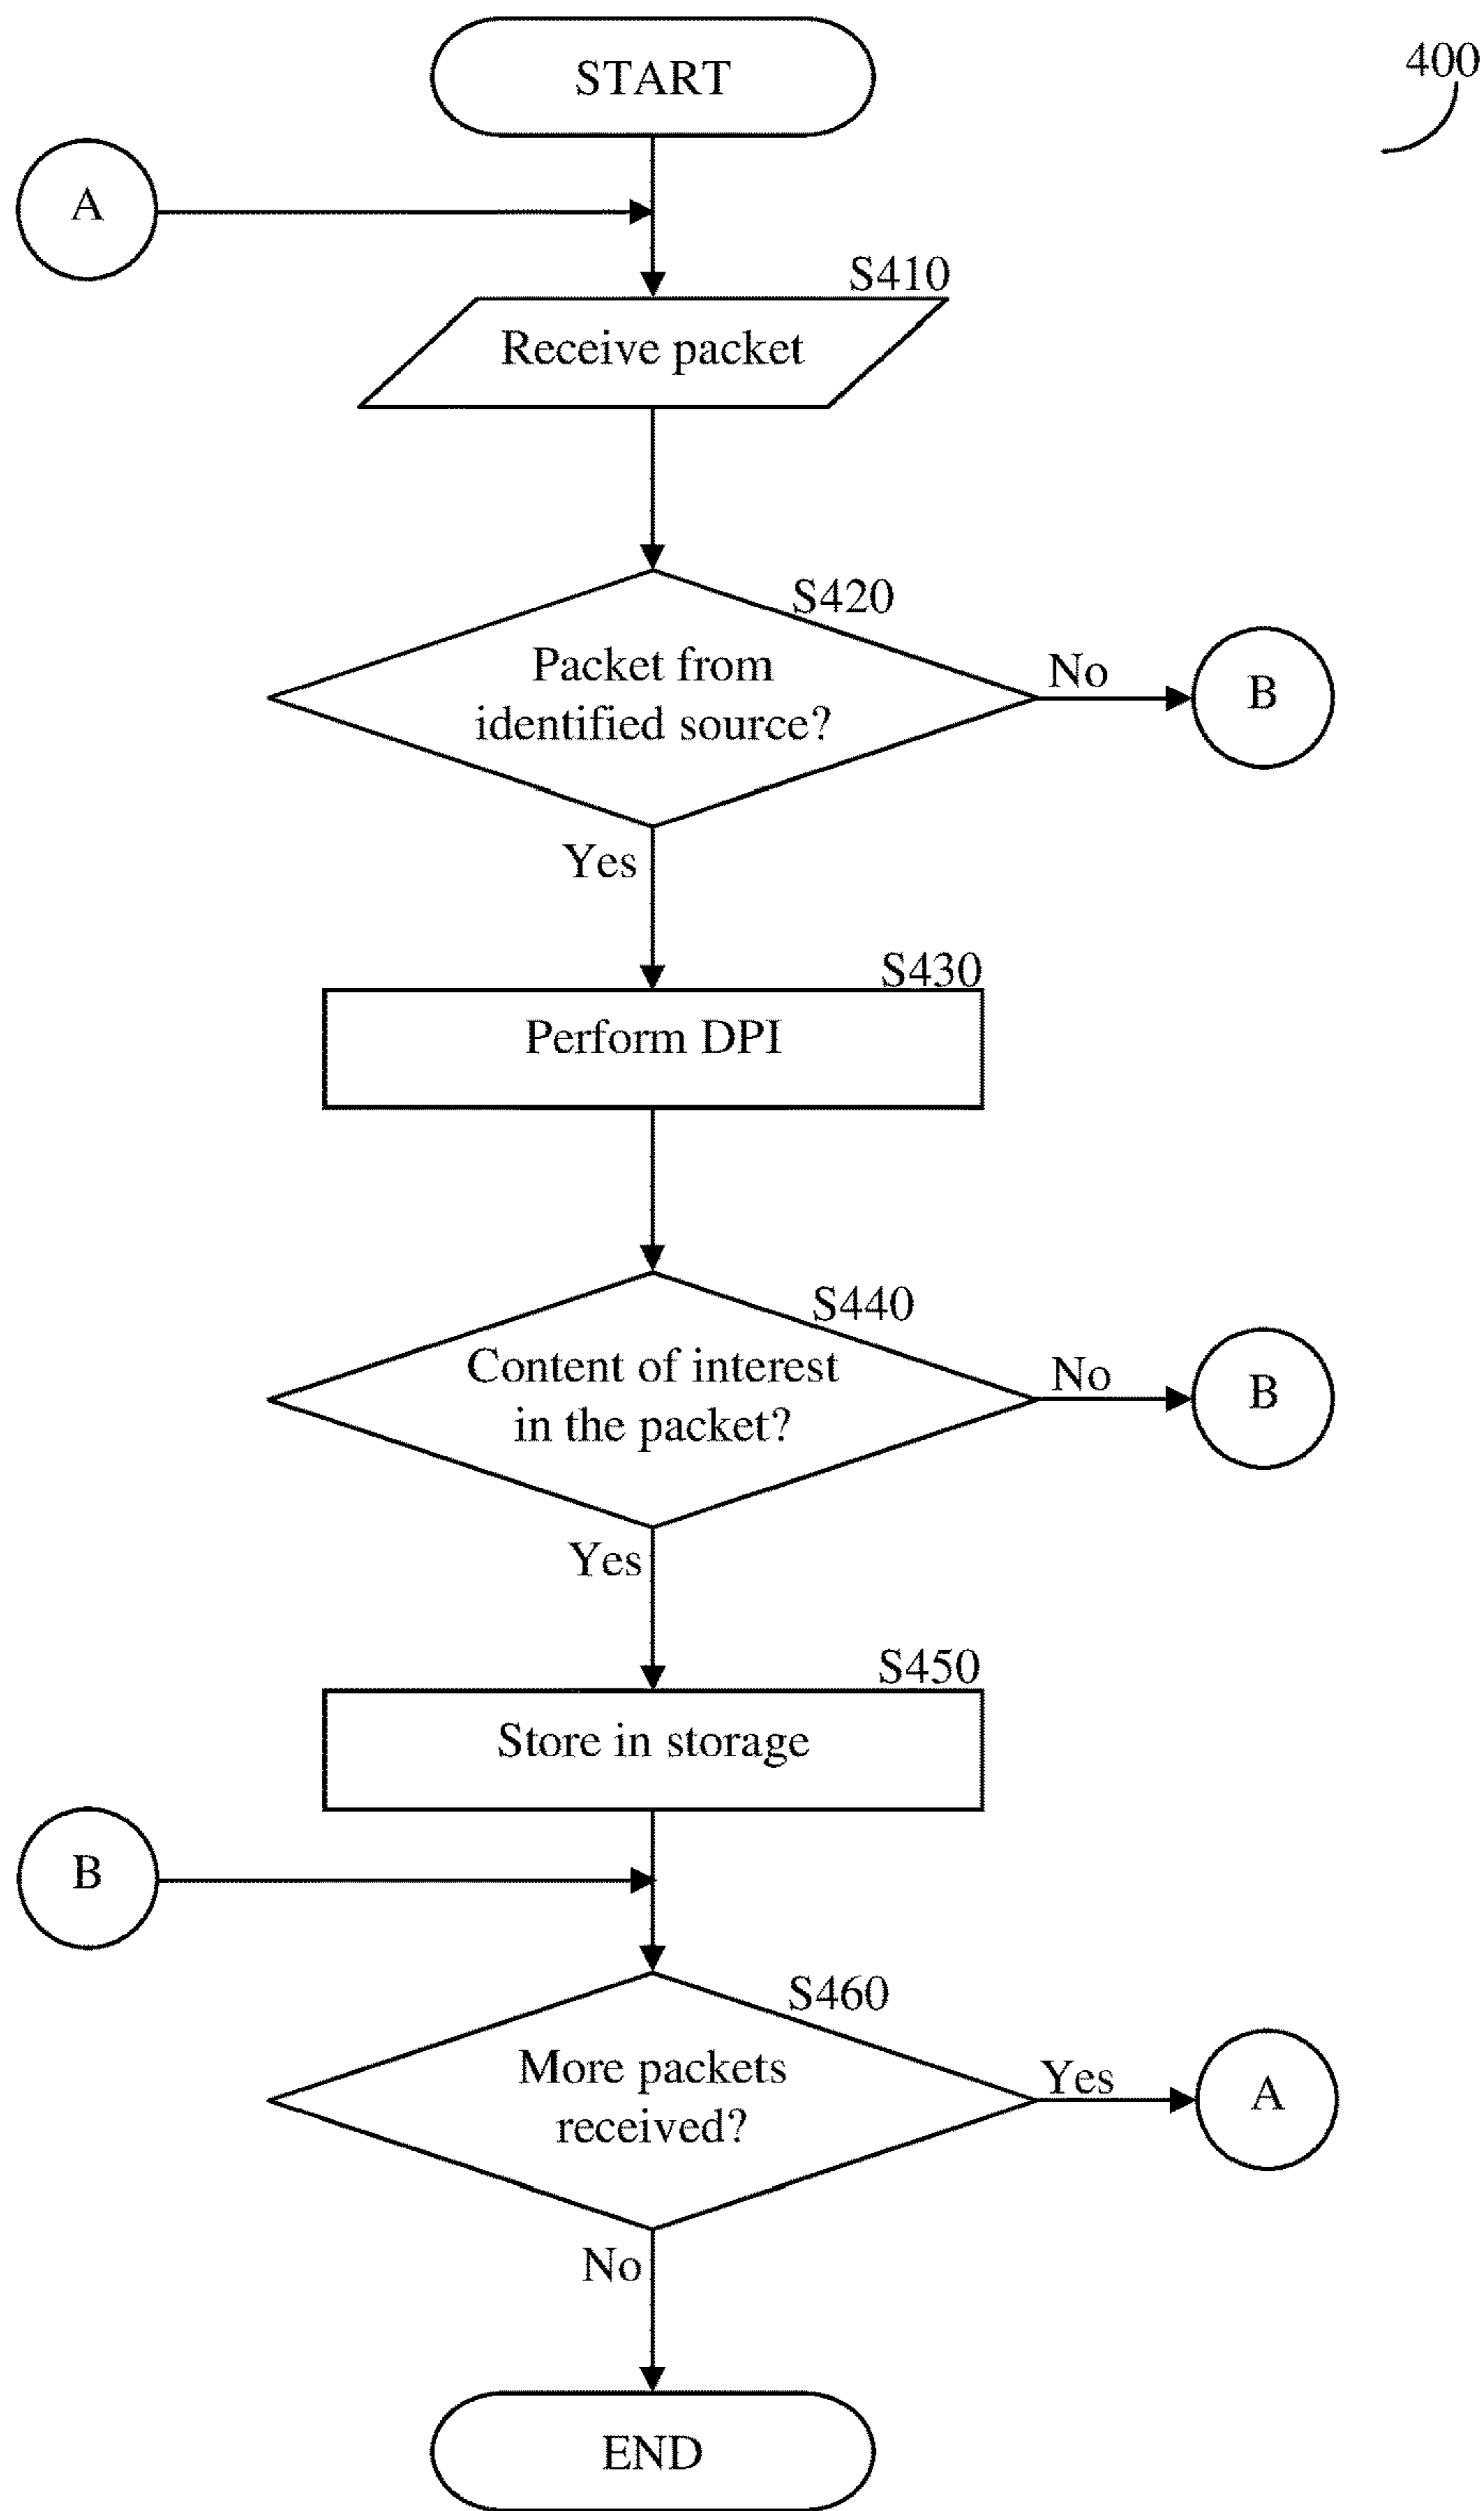 START
400
A
S410
Receive packet
S420
Packet from
identified source?
No
B
Yes
S430
Perform DPI
S440
Content of interest
in the packet?
No
B
Yes
S450
Store in storage
B
S460
More packets
received?
Yes
A
No
END